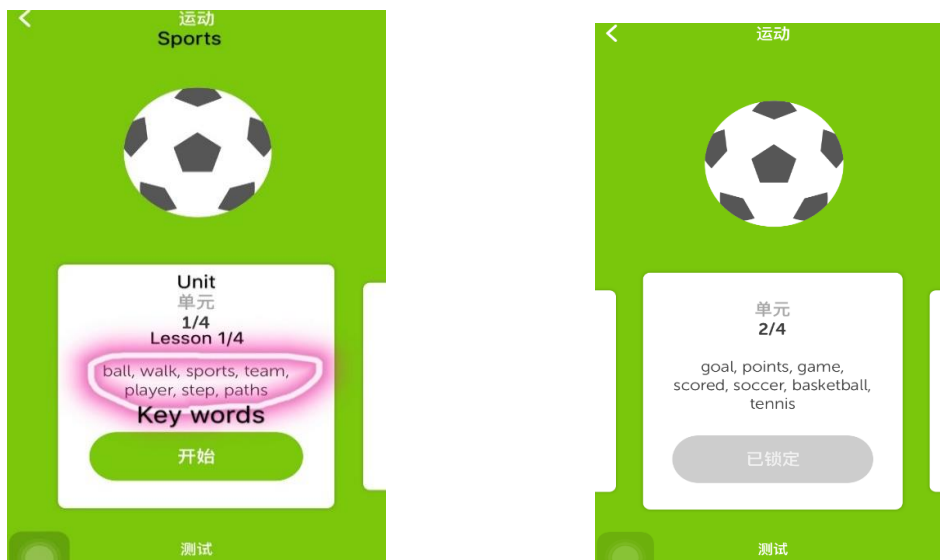 运动
Sports
Unit
单元
1/4
Lesson 1/4
ball, walk, sports, team,
player, step, paths
Key words
开始
测试
运动
单元
2/4
goal, points, game,
scored, soccer, basketball,
tennis
已锁定
测试